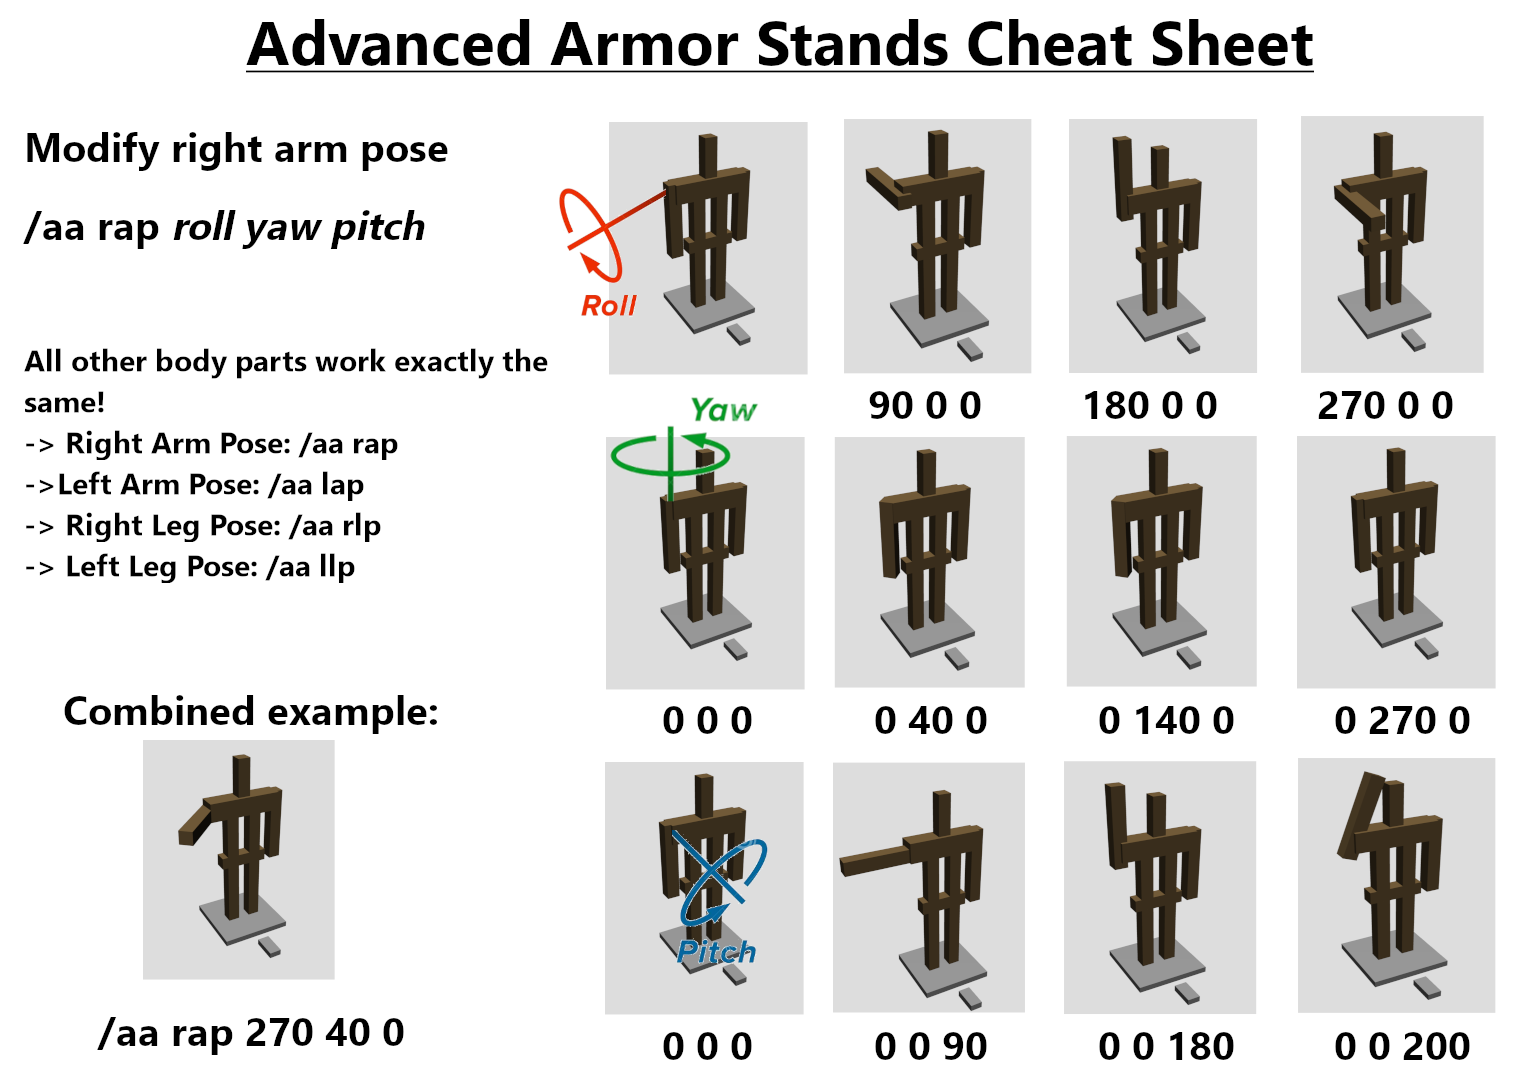 Advanced Armor Stands Cheat Sheet
Modify right arm pose
/aa rap roll yaw pitch
All other body parts work exactly the
same!
-> Right Arm Pose: /aa rap
->Left Arm Pose: /aa lap
-> Right Leg Pose: /aa rlp
-> Left Leg Pose: /aa llp
Combined example:
/aa rap 270 40 0
Roll
90 0 0
180 0 0
270 0 0
Yaw
0 0 0
0 40 0
0 140 0
0 270 0
Pitch
0 0 0
0 0 90
0 0 180
0 0 200